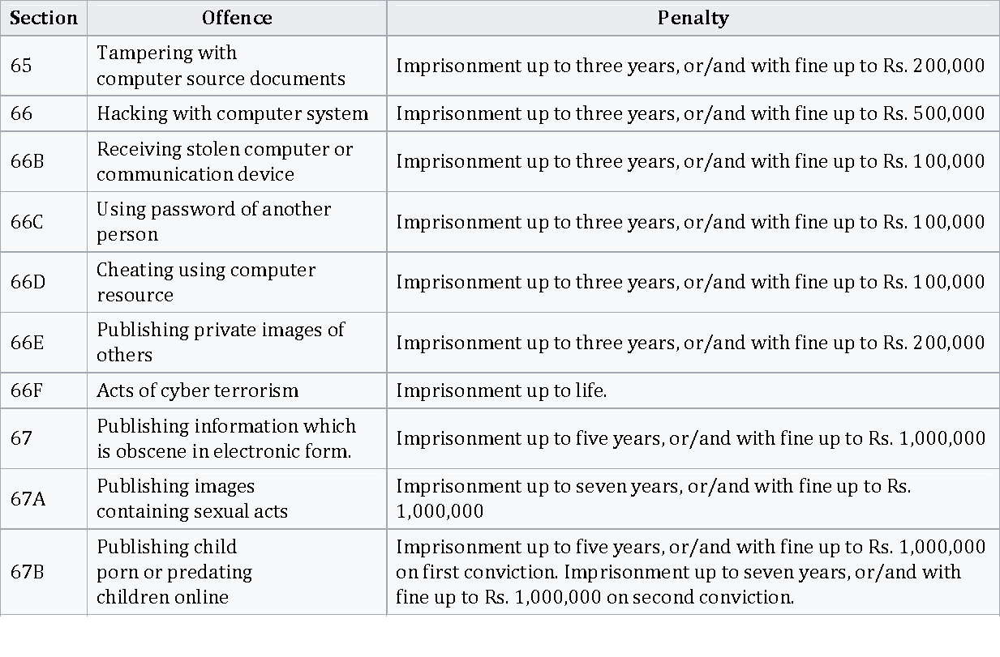 Section Offence Penalty
65 Tampering with
computer source documents Imprisonment up to three years, or/and with fine up to Rs. 200,000
66 Hacking with computer system Imprisonment up to three years, or/and with fine up to Rs. 500,000
66B Receiving stolen computer or
communication device Imprisonment up to three years, or/and with fine up to Rs. 100,000
66C Using password of another
person Imprisonment up to three years, or/and with fine up to Rs. 100,000
66D Cheating using computer
resource Imprisonment up to three years, or/and with fine up to Rs. 100,000
66E Publishing private images of
others Imprisonment up to three years, or/and with fine up to Rs. 200,000
66F Acts of cyber terrorism Imprisonment up to life.
67 Publishing information which
is obscene in electronic form. Imprisonment up to five years, or/and with fine up to Rs. 1,000,000
67A Publishing images
containing sexual acts Imprisonment up to seven years, or/and with fine up to Rs.
1,000,000
67B Publishing child
porn or predating
children online Imprisonment up to five years, or/and with fine up to Rs. 1,000,000
on first conviction. Imprisonment up to seven years, or/and with
fine up to Rs. 1,000,000 on second conviction.